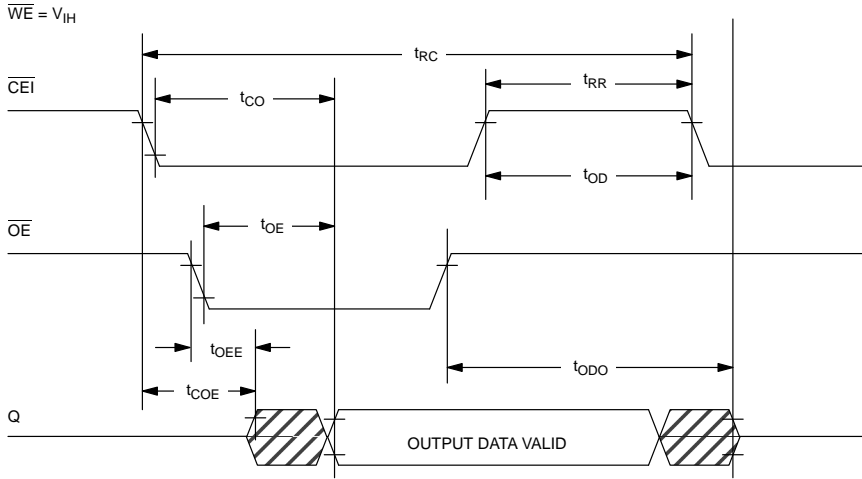 WE = VIH
tRC
CEI
tRR
tCO
tOD
OE
tOE
tOEE
tODO
tCOE
Q
OUTPUT DATA VALID